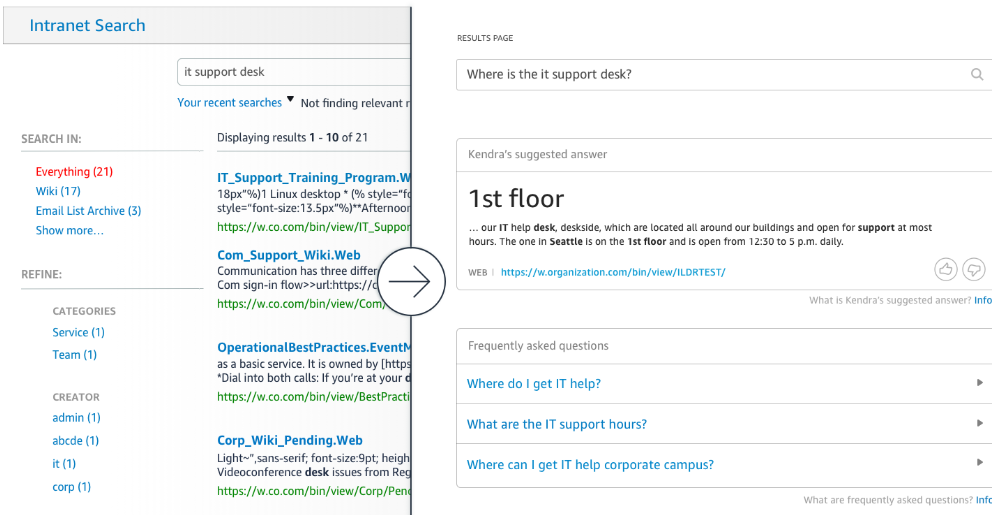 Intranet Search
it support desk
Your recent searches ▼ Not finding relevant r
SEARCH IN:
Everything (21)
Wiki (17)
Email List Archive (3)
Show more...
REFINE:
CATEGORIES
Service (1)
Team (1)
CREATOR
admin (1)
abcde (1)
it (1)
corp (1)
Displaying results 1 - 10 of 21
IT_Support_Training_Program.W
18px"%)1 Linux desktop * (% style="fo
style="font-size:13.5px"%)**Afternoon
https://w.co.com/bin/view/IT_Suppor
Com_Support_Wiki.Web
Communication has three differ
Com sign-in flow>>url:https://c
https://w.co.com/bin/view/Com/
OperationalBestPractices.EventM
as a basic service. It is owned by [https
*Dial into both calls: If you're at your d
https://w.co.com/bin/view/BestPracti
Corp_Wiki_Pending.Web
Light~",sans-serif; font-size:9pt; heigh
Videoconference desk issues from Reg
https://w.co.com/bin/view/Corp/Pend
RESULTS PAGE
Where is the it support desk?
Kendra's suggested answer
1st floor
... our IT help desk, deskside, which are located all around our buildings and open for support at most
hours. The one in Seattle is on the 1st floor and is open from 12:30 to 5 p.m. daily.
WEB | https://w.organization.com/bin/view/ILDRTEST/
What is Kendra's suggested answer? Info
Frequently asked questions
Where do I get IT help?
What are the IT support hours?
Where can I get IT help corporate campus?
What are frequently asked questions? Info